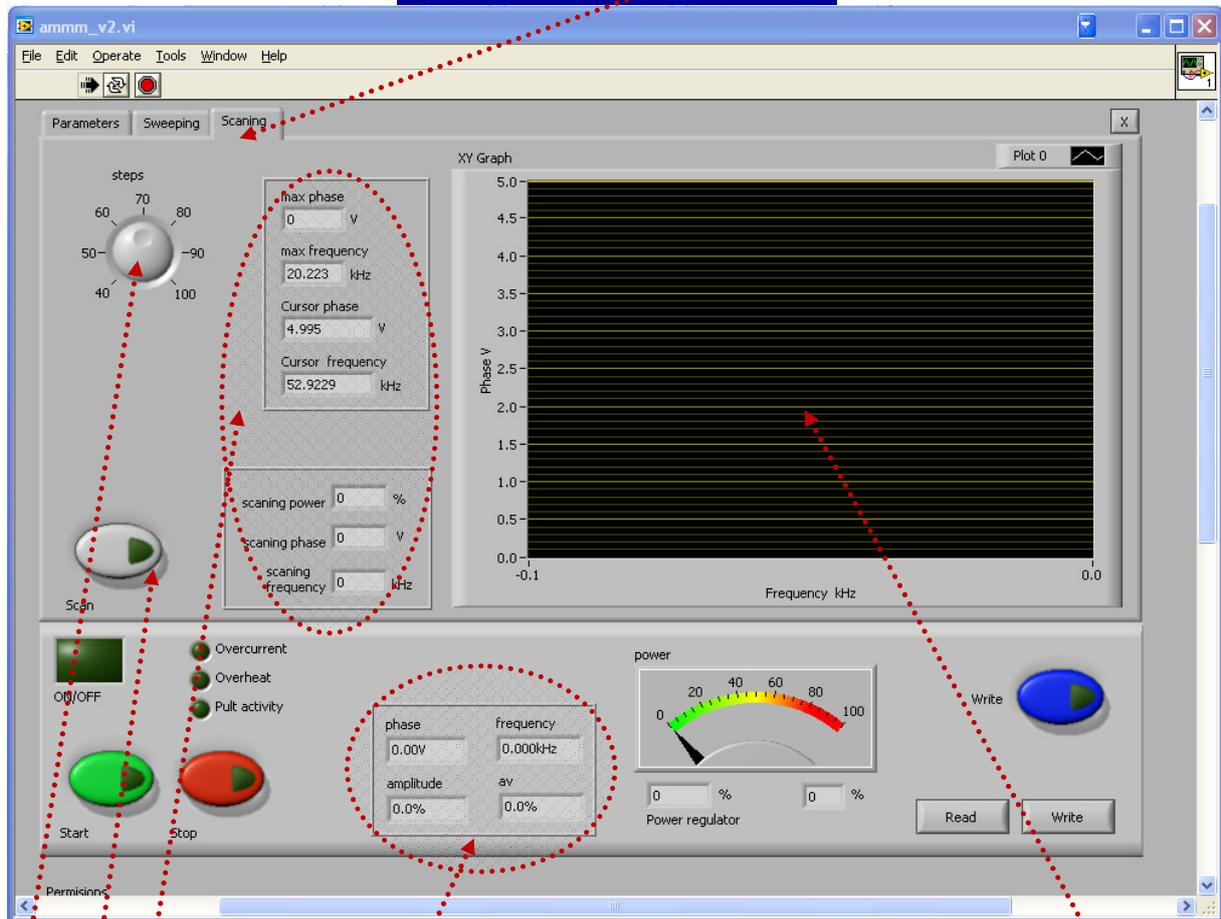 ammm_v2.vi
File Edit Operate Tools Window Help
1
Parameters Sweeping Scaning
X
steps
70
60 80
50 90
40 100
max phase
0 V
max frequency
20.223 kHz
Cursor phase
4.995 V
Cursor frequency
52.9229 kHz
scaning power 0 %
scaning phase 0 V
scaning
frequency 0 kHz
Scan
XY Graph
Plot 0
5.0
4.5
4.0
3.5
3.0
2.5
2.0
1.5
1.0
0.5
0.0
Phase V
-0.1 0.0
Frequency kHz
ON/OFF
Overcurrent
Overheat
Pult activity
Start Stop
phase frequency
0.00V 0.000kHz
amplitude av
0.0% 0.0%
power
0 20 40 60 80 100
0 % 0 %
Power regulator
Write
Read Write
Permisions